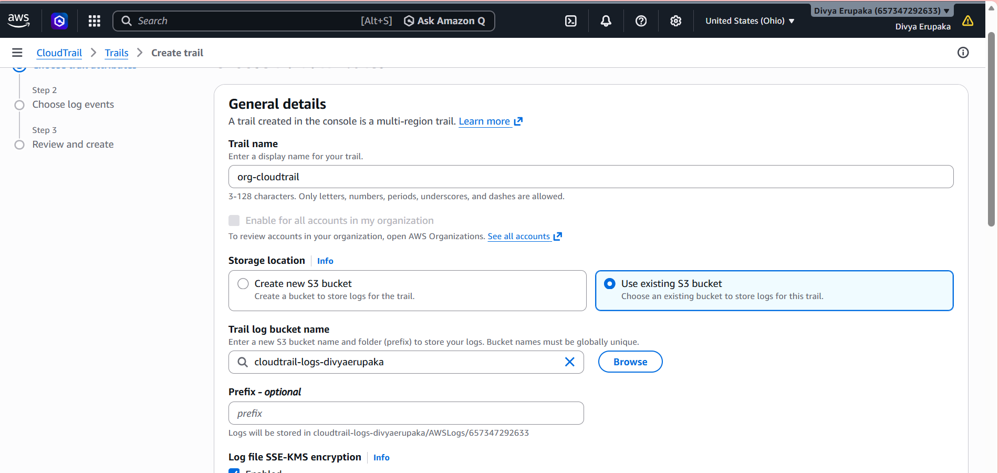 aws
Search
[Alt+S]
Ask Amazon Q
United States (Ohio)
Divya Erupaka (657347292633)
Divya Erupaka
CloudTrail
Trails
Create trail
Step 2
Choose log events
Step 3
Review and create
General details
A trail created in the console is a multi-region trail. Learn more
Trail name
Enter a display name for your trail.
org-cloudtrail
3-128 characters. Only letters, numbers, periods, underscores, and dashes are allowed.
Enable for all accounts in my organization
To review accounts in your organization, open AWS Organizations. See all accounts
Storage location
Info
Create new S3 bucket
Create a bucket to store logs for the trail.
Use existing S3 bucket
Choose an existing bucket to store logs for this trail.
Trail log bucket name
Enter a new S3 bucket name and folder (prefix) to store your logs. Bucket names must be globally unique.
cloudtrail-logs-divyaerupaka
Browse
Prefix - optional
prefix
Logs will be stored in cloudtrail-logs-divyaerupaka/AWSLogs/657347292633
Log file SSE-KMS encryption
Info
Enabled